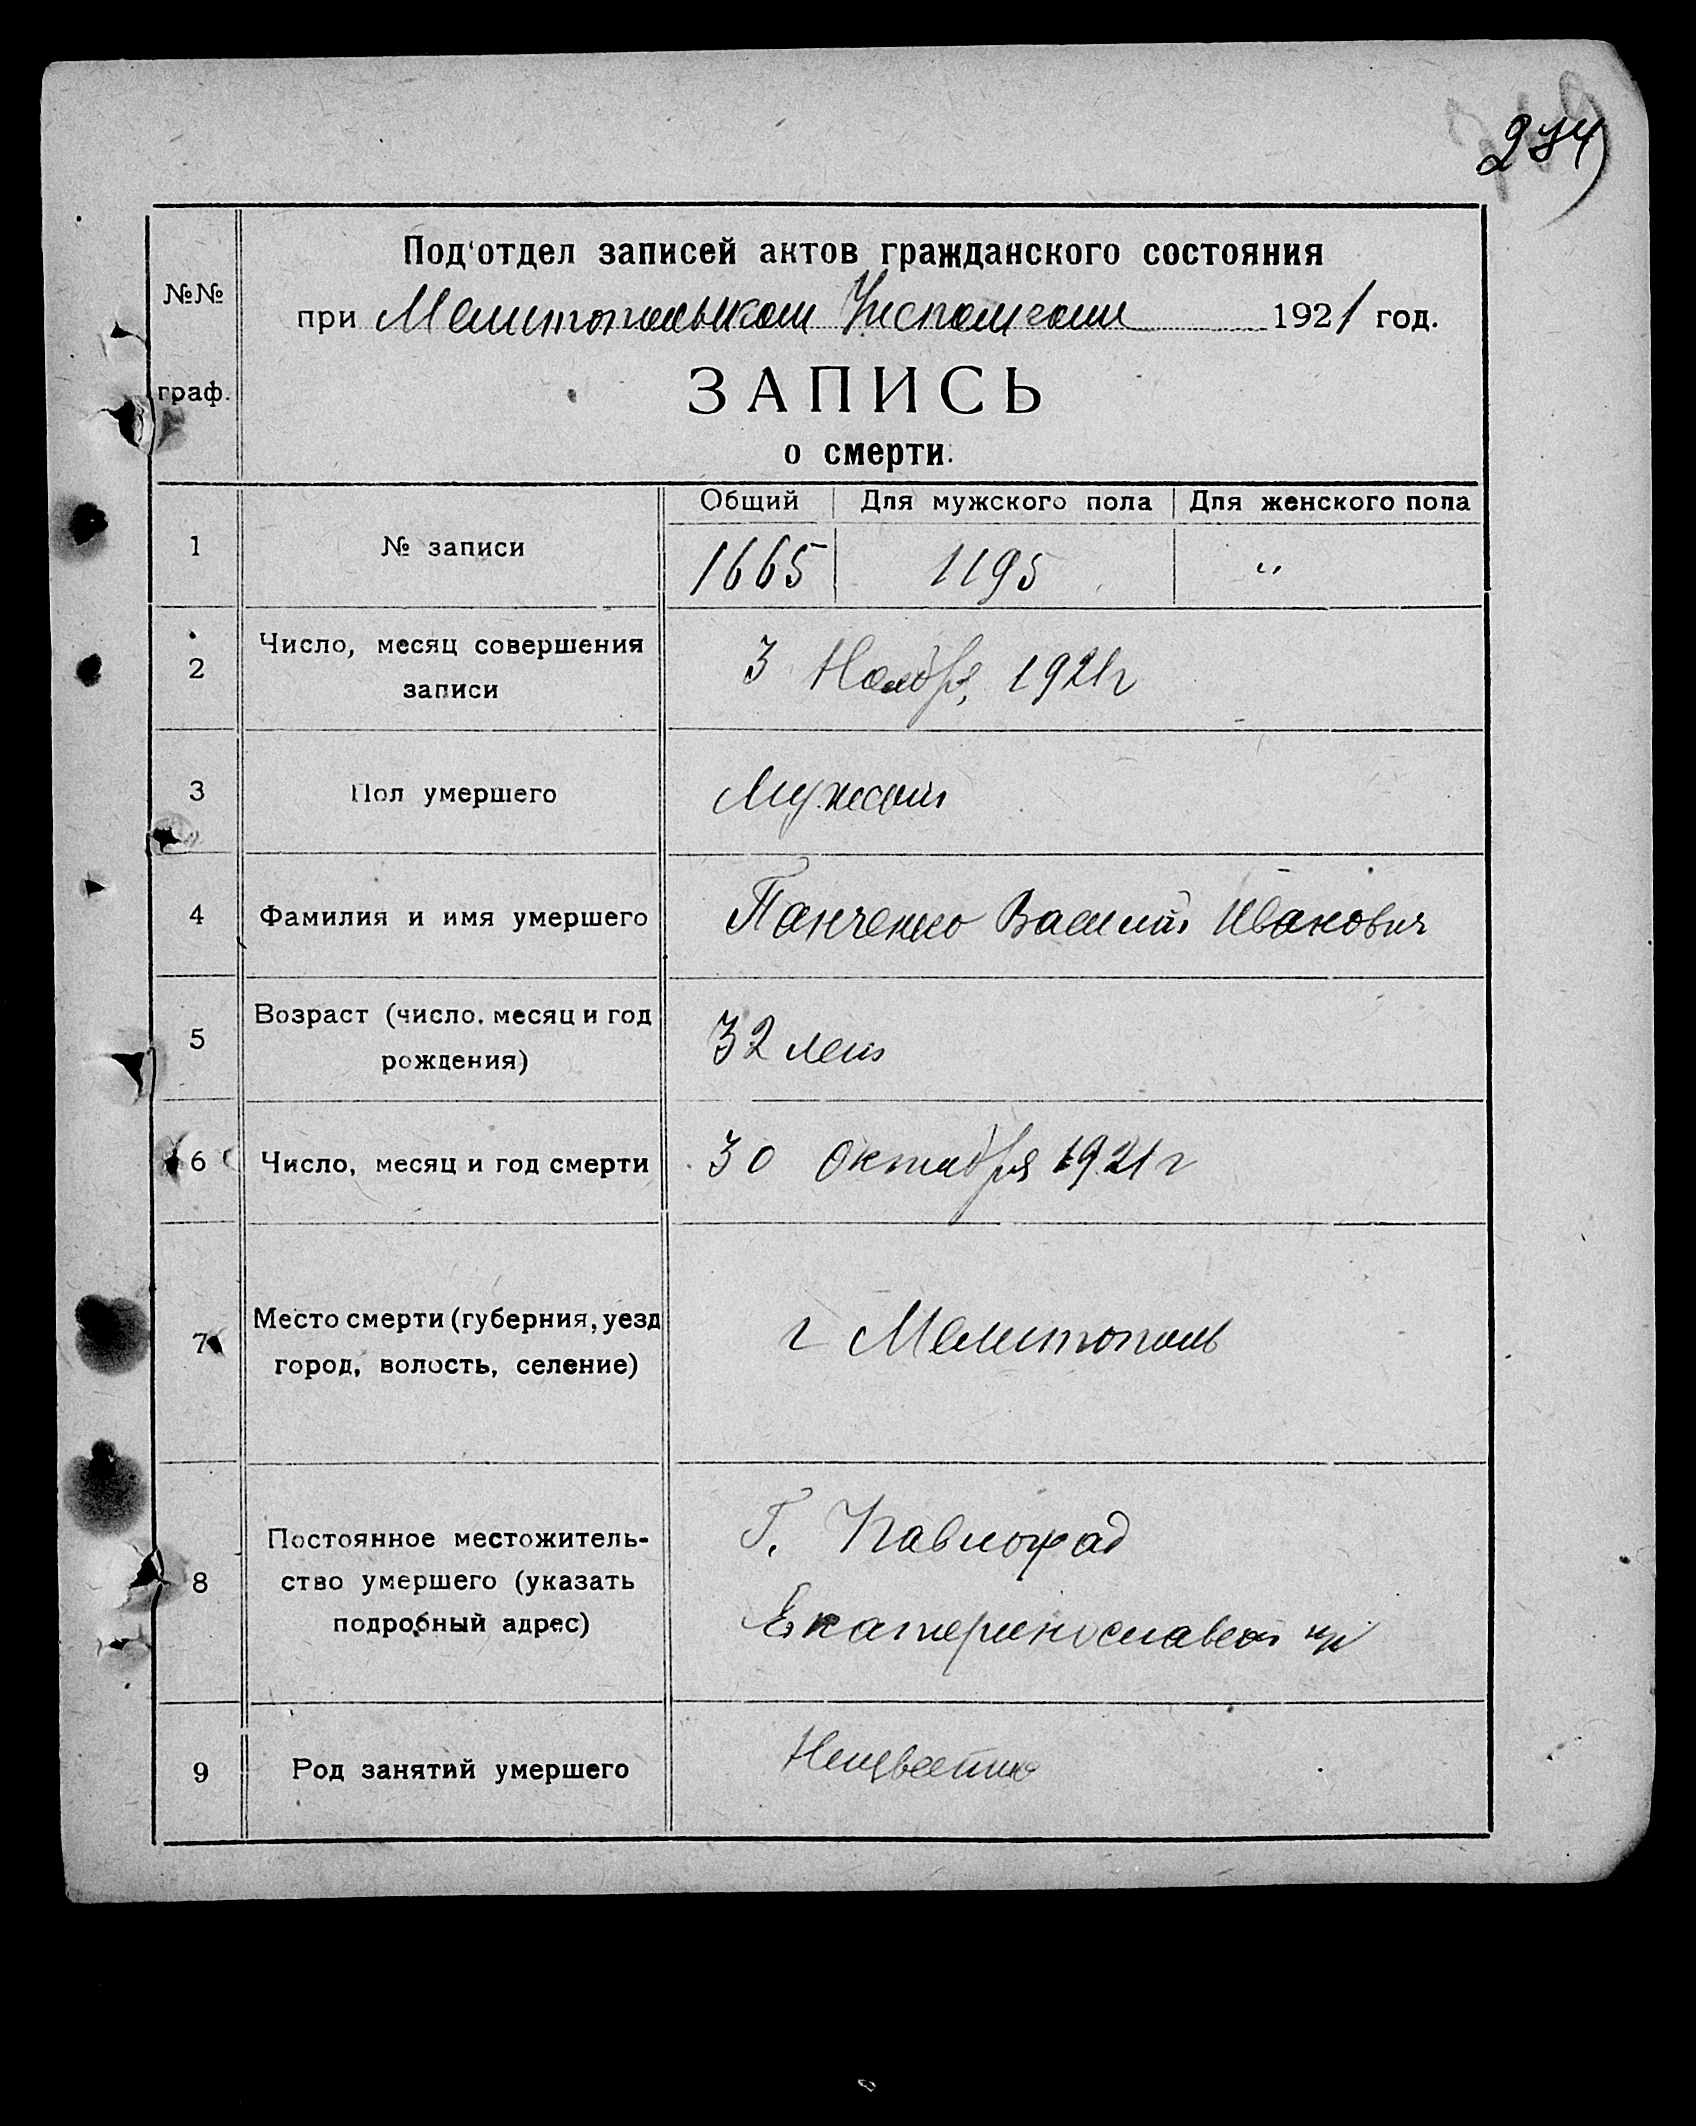 234
Под'отдел записей актов гражданского состояния
№№
при Мелитопольском Исполкоме 1921 год.
граф.
ЗАПИСЬ
о смерти.
Общий Для мужского пола Для женского пола
1 № записи 1665 1195 "
2 Число, месяц совершения
записи
3 Ноября, 1921 г
3 Пол умершего Мужской
4 Фамилия и имя умершего Панченко Василий Иванович
5 Возраст (число, месяц и год
рождения)
32 лет
6 Число, месяц и год смерти 30 Октября 1921 г
7 Место смерти (губерния, уезд
город, волость, селение)
г Мелитополь
8 Постоянное местожитель-
ство умершего (указать
подробный адрес)
Г. Павлоград
Екатеринославской
9 Род занятий умершего Неизвестно